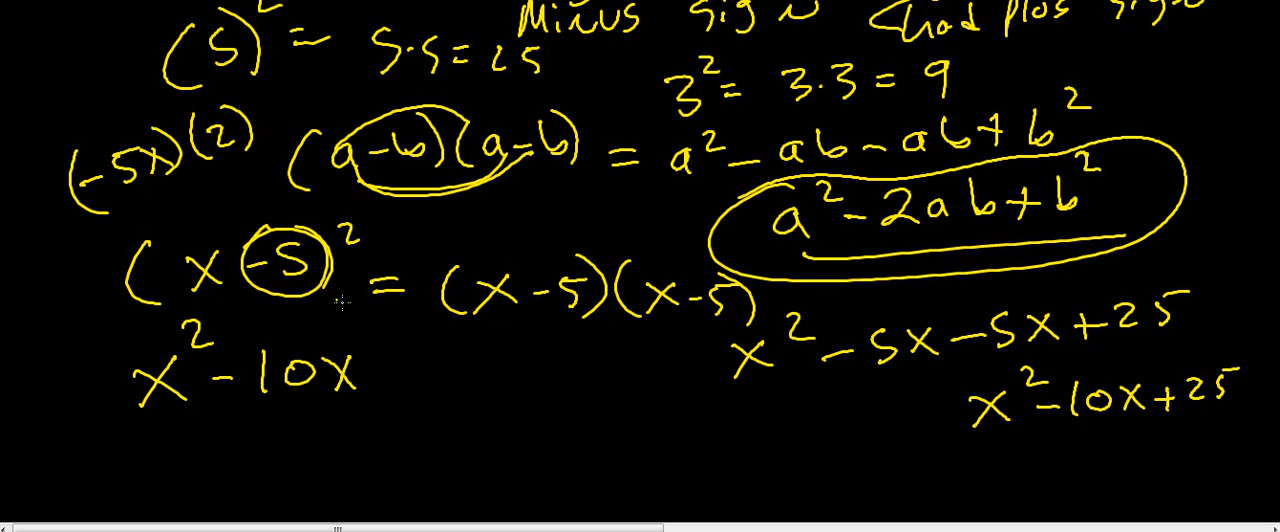 Minus sign
(5)² = 5·5=25
3² = 3·3 = 9
(-5x)(2) (a-b)(a-b) = a² - ab - ab + b²
a² - 2ab + b²
(x -5)² = (x-5)(x-5)
x² - 5x - 5x + 25
x² - 10x
x² - 10x + 25